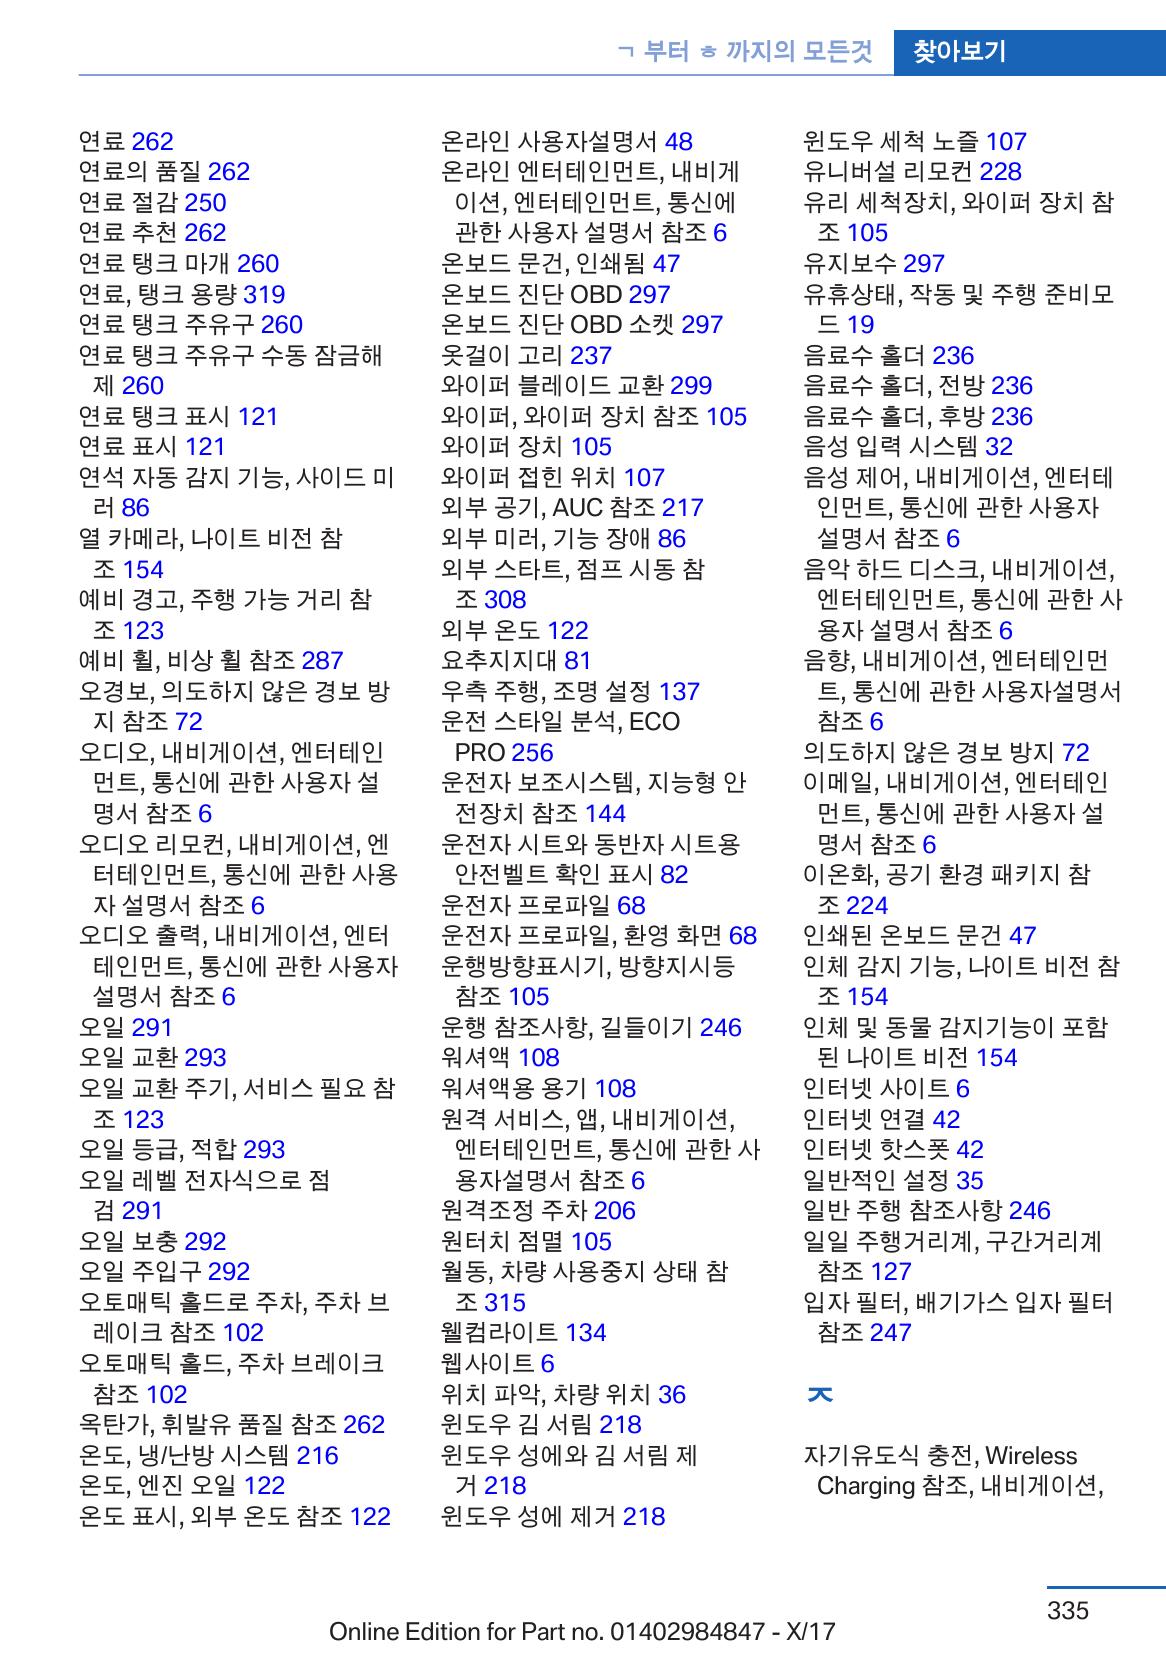 ㄱ 부터 ㅎ 까지의 모든것
찾아보기
연료 262
연료의 품질 262
연료 절감 250
연료 추천 262
연료 탱크 마개 260
연료, 탱크 용량 319
연료 탱크 주유구 260
연료 탱크 주유구 수동 잠금해
제 260
연료 탱크 표시 121
연료 표시 121
연석 자동 감지 기능, 사이드 미
러 86
열 카메라, 나이트 비전 참
조 154
예비 경고, 주행 가능 거리 참
조 123
예비 휠, 비상 휠 참조 287
오경보, 의도하지 않은 경보 방
지 참조 72
오디오, 내비게이션, 엔터테인
먼트, 통신에 관한 사용자 설
명서 참조 6
오디오 리모컨, 내비게이션, 엔
터테인먼트, 통신에 관한 사용
자 설명서 참조 6
오디오 출력, 내비게이션, 엔터
테인먼트, 통신에 관한 사용자
설명서 참조 6
오일 291
오일 교환 293
오일 교환 주기, 서비스 필요 참
조 123
오일 등급, 적합 293
오일 레벨 전자식으로 점
검 291
오일 보충 292
오일 주입구 292
오토매틱 홀드로 주차, 주차 브
레이크 참조 102
오토매틱 홀드, 주차 브레이크
참조 102
옥탄가, 휘발유 품질 참조 262
온도, 냉/난방 시스템 216
온도, 엔진 오일 122
온도 표시, 외부 온도 참조 122
온라인 사용자설명서 48
온라인 엔터테인먼트, 내비게
이션, 엔터테인먼트, 통신에
관한 사용자 설명서 참조 6
온보드 문건, 인쇄됨 47
온보드 진단 OBD 297
온보드 진단 OBD 소켓 297
옷걸이 고리 237
와이퍼 블레이드 교환 299
와이퍼, 와이퍼 장치 참조 105
와이퍼 장치 105
와이퍼 접힌 위치 107
외부 공기, AUC 참조 217
외부 미러, 기능 장애 86
외부 스타트, 점프 시동 참
조 308
외부 온도 122
요추지지대 81
우측 주행, 조명 설정 137
운전 스타일 분석, ECO
PRO 256
운전자 보조시스템, 지능형 안
전장치 참조 144
운전자 시트와 동반자 시트용
안전벨트 확인 표시 82
운전자 프로파일 68
운전자 프로파일, 환영 화면 68
운행방향표시기, 방향지시등
참조 105
운행 참조사항, 길들이기 246
워셔액 108
워셔액용 용기 108
원격 서비스, 앱, 내비게이션,
엔터테인먼트, 통신에 관한 사
용자설명서 참조 6
원격조정 주차 206
원터치 점멸 105
월동, 차량 사용중지 상태 참
조 315
웰컴라이트 134
웹사이트 6
위치 파악, 차량 위치 36
윈도우 김 서림 218
윈도우 성에와 김 서림 제
거 218
윈도우 성에 제거 218
윈도우 세척 노즐 107
유니버설 리모컨 228
유리 세척장치, 와이퍼 장치 참
조 105
유지보수 297
유휴상태, 작동 및 주행 준비모
드 19
음료수 홀더 236
음료수 홀더, 전방 236
음료수 홀더, 후방 236
음성 입력 시스템 32
음성 제어, 내비게이션, 엔터테
인먼트, 통신에 관한 사용자
설명서 참조 6
음악 하드 디스크, 내비게이션,
엔터테인먼트, 통신에 관한 사
용자 설명서 참조 6
음향, 내비게이션, 엔터테인먼
트, 통신에 관한 사용자설명서
참조 6
의도하지 않은 경보 방지 72
이메일, 내비게이션, 엔터테인
먼트, 통신에 관한 사용자 설
명서 참조 6
이온화, 공기 환경 패키지 참
조 224
인쇄된 온보드 문건 47
인체 감지 기능, 나이트 비전 참
조 154
인체 및 동물 감지기능이 포함
된 나이트 비전 154
인터넷 사이트 6
인터넷 연결 42
인터넷 핫스폿 42
일반적인 설정 35
일반 주행 참조사항 246
일일 주행거리계, 구간거리계
참조 127
입자 필터, 배기가스 입자 필터
참조 247
ㅈ
자기유도식 충전, Wireless
Charging 참조, 내비게이션,
335
Online Edition for Part no. 01402984847 - X/17